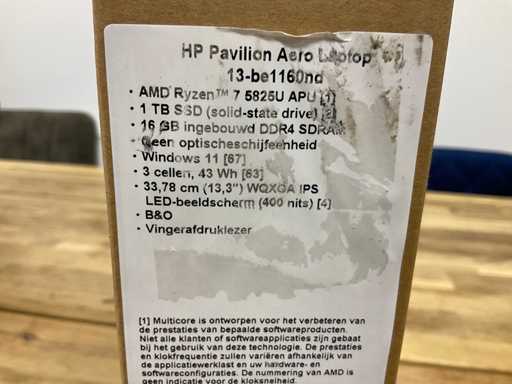 HP Pavilion Aero Laptop
13-be1160nd
· AMD Ryzen™ 7 5825U APU [1]
· 1 TB SSD (solid-state drive) [2]
· 16 GB ingebouwd DDR4 SDRAM
Geen optischeschijfeenheid
· Windows 11 [67]
· 3 cellen, 43 Wh [63]
· 33,78 cm (13,3") WQXGA IPS
LED-beeldscherm (400 nits) [4]
· B&O
· Vingerafdruklezer
[1] Multicore is ontworpen voor het verbeteren van
de prestaties van bepaalde softwareproducten.
Niet alle klanten of softwareapplicaties zijn gebaat
bij het gebruik van deze technologie. De prestaties
en klokfrequentie zullen variëren afhankelijk van
de applicatiewerklast en uw hardware- en
softwareconfiguraties. De nummering van AMD is
geen indicatie voor de kloksnelheid.